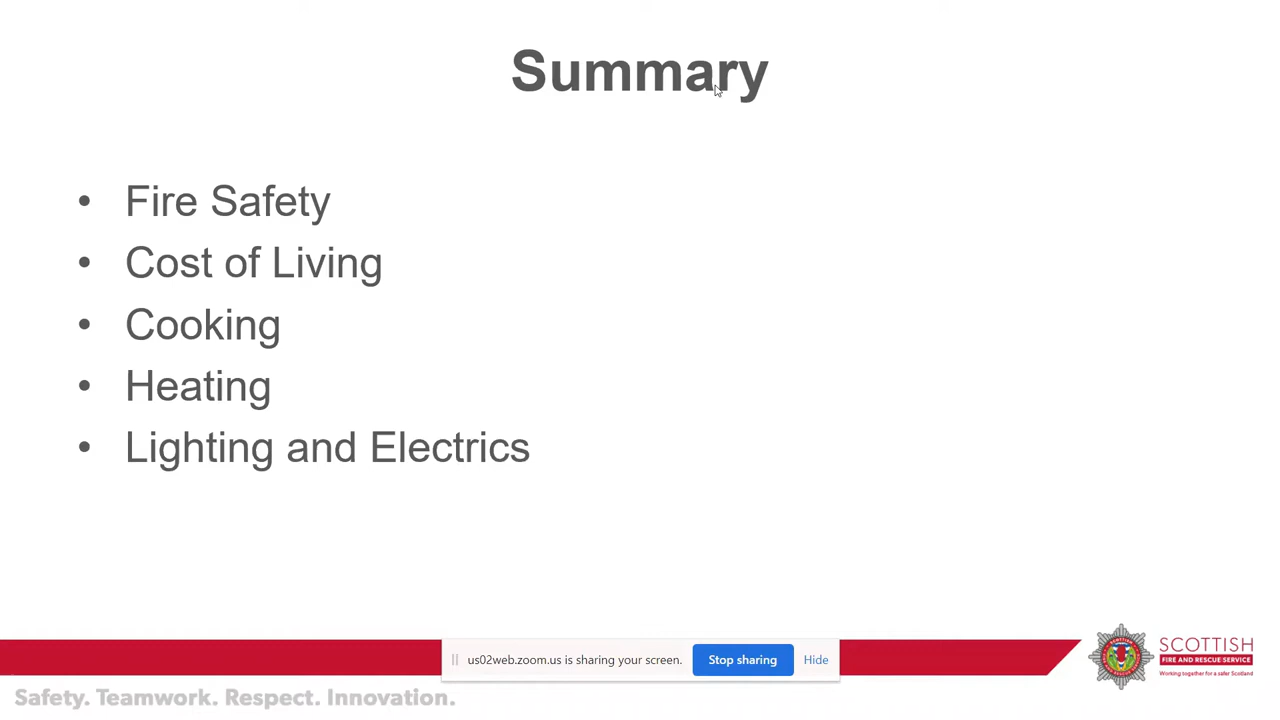 Summary
• Fire Safety
• Cost of Living
• Cooking
• Heating
• Lighting and Electrics
us02web.zoom.us is sharing your screen. Stop sharing Hide
SCOTTISH
FIRE AND RESCUE SERVICE
Working together for a safer Scotland
Safety. Teamwork. Respect. Innovation.